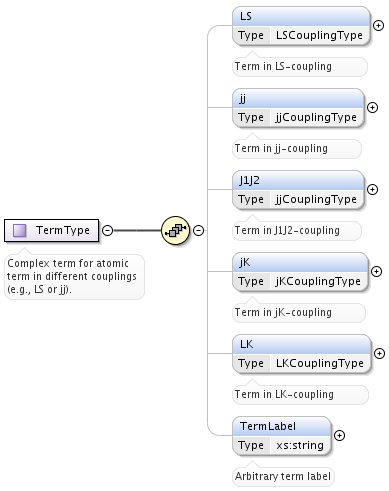 LS
Type LSCouplingType
Term in LS-coupling
jj
Type jjCouplingType
Term in jj-coupling
J1J2
Type jjCouplingType
Term in J1J2-coupling
TermType
Complex term for atomic
term in different couplings
(e.g., LS or jj).
jK
Type jKCouplingType
Term in jK-coupling
LK
Type LKCouplingType
Term in LK-coupling
TermLabel
Type xs:string
Arbitrary term label